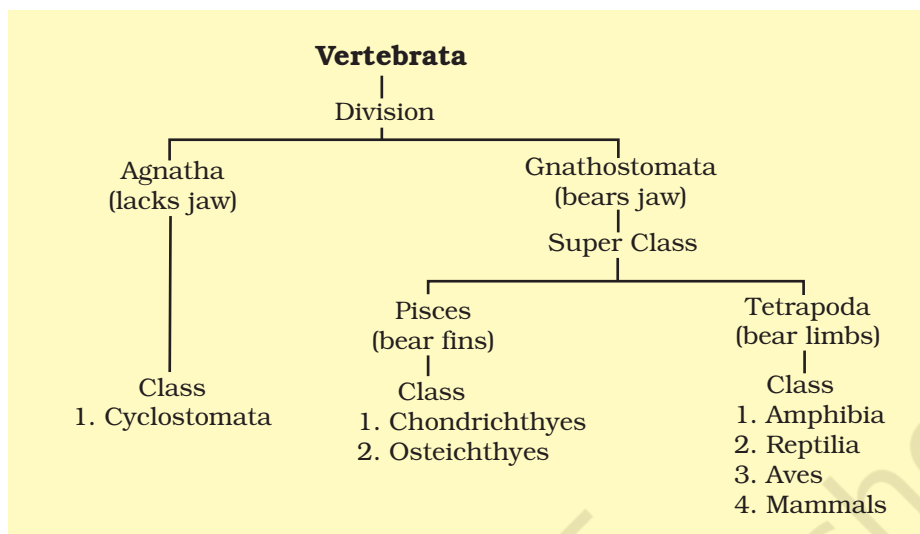 Vertebrata
Division
Agnatha
(lacks jaw)
Gnathostomata
(bears jaw)
Super Class
Pisces
(bear fins)
Tetrapoda
(bear limbs)
Class
1. Cyclostomata
Class
1. Chondrichthyes
2. Osteichthyes
Class
1. Amphibia
2. Reptilia
3. Aves
4. Mammals